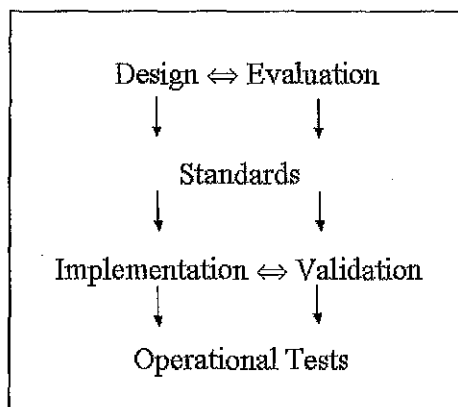 Design ⇔ Evaluation
Standards
Implementation ⇔ Validation
Operational Tests